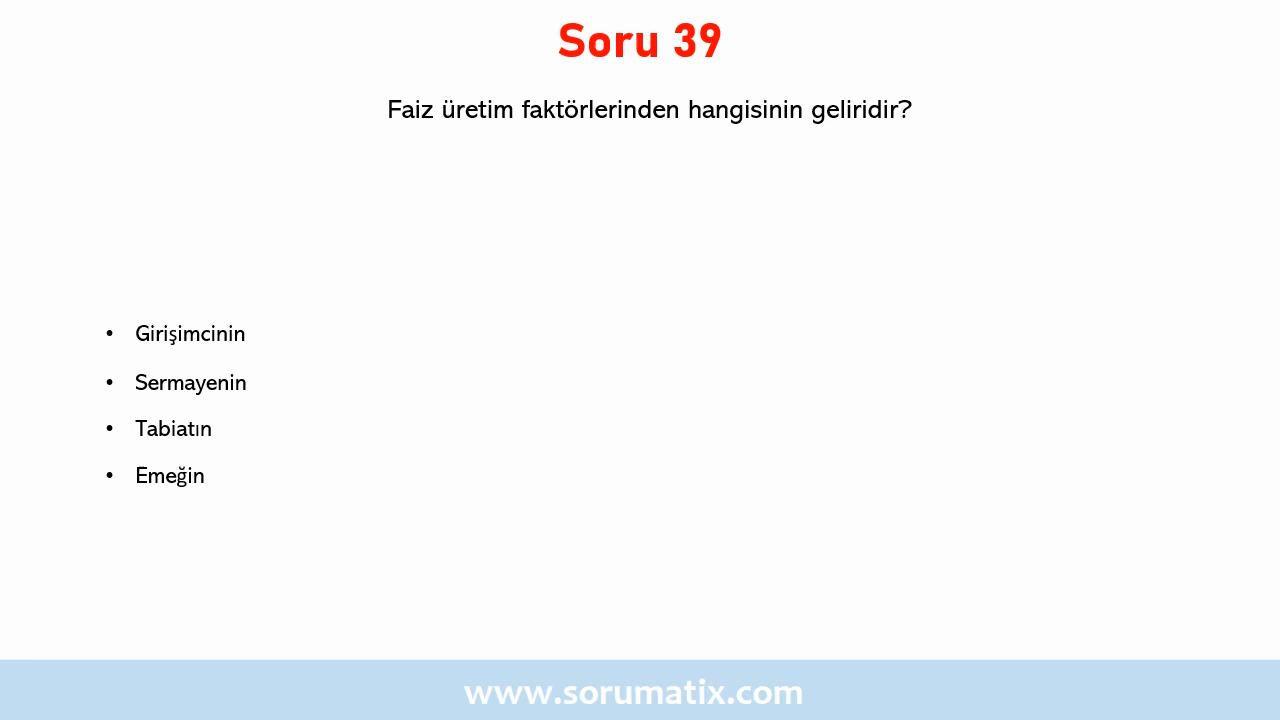 Soru 39
Faiz üretim faktörlerinden hangisinin geliridir?
• Girişimcinin
• Sermayenin
• Tabiatın
• Emeğin
www.sorumatix.com